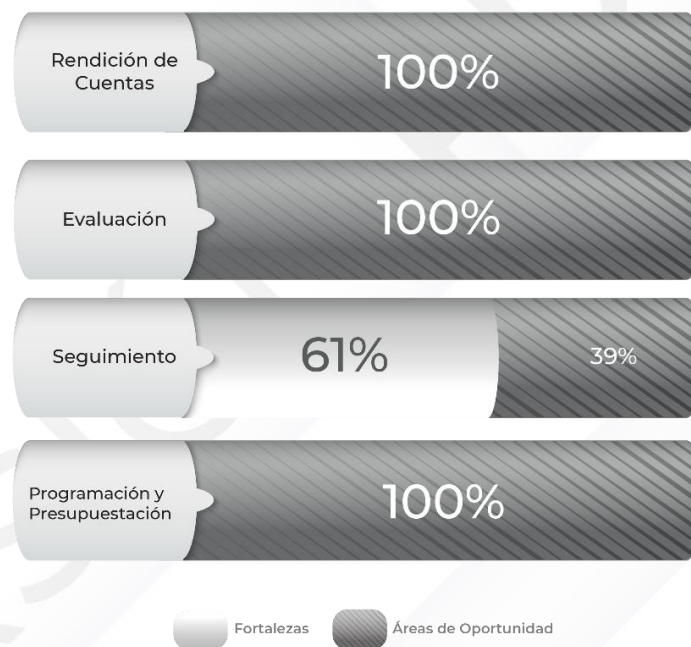 Rendición de
Cuentas
100%
Evaluación
100%
Seguimiento
61%
39%
Programación y
Presupuestación
100%
Fortalezas
Áreas de Oportunidad